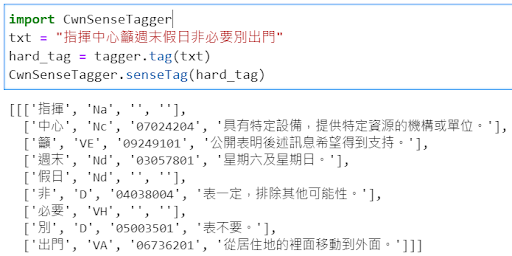 import CwnSenseTagger
txt = "指揮中心籲週末假日非必要別出門"
hard_tag = tagger.tag(txt)
CwnSenseTagger.senseTag(hard_tag)
[[['指揮', 'Na', '', ''],
['中心', 'Nc', '07024204', '具有特定設備，提供特定資源的機構或單位。'],
['籲', 'VE', '09249101', '公開表明後述訊息希望得到支持。'],
['週末', 'Nd', '03057801', '星期六及星期日。'],
['假日', 'Nd', '', ''],
['非', 'D', '04038004', '表一定，排除其他可能性。'],
['必要', 'VH', '', ''],
['別', 'D', '05003501', '表不要。'],
['出門', 'VA', '06736201', '從居住地的裡面移動到外面。']]]